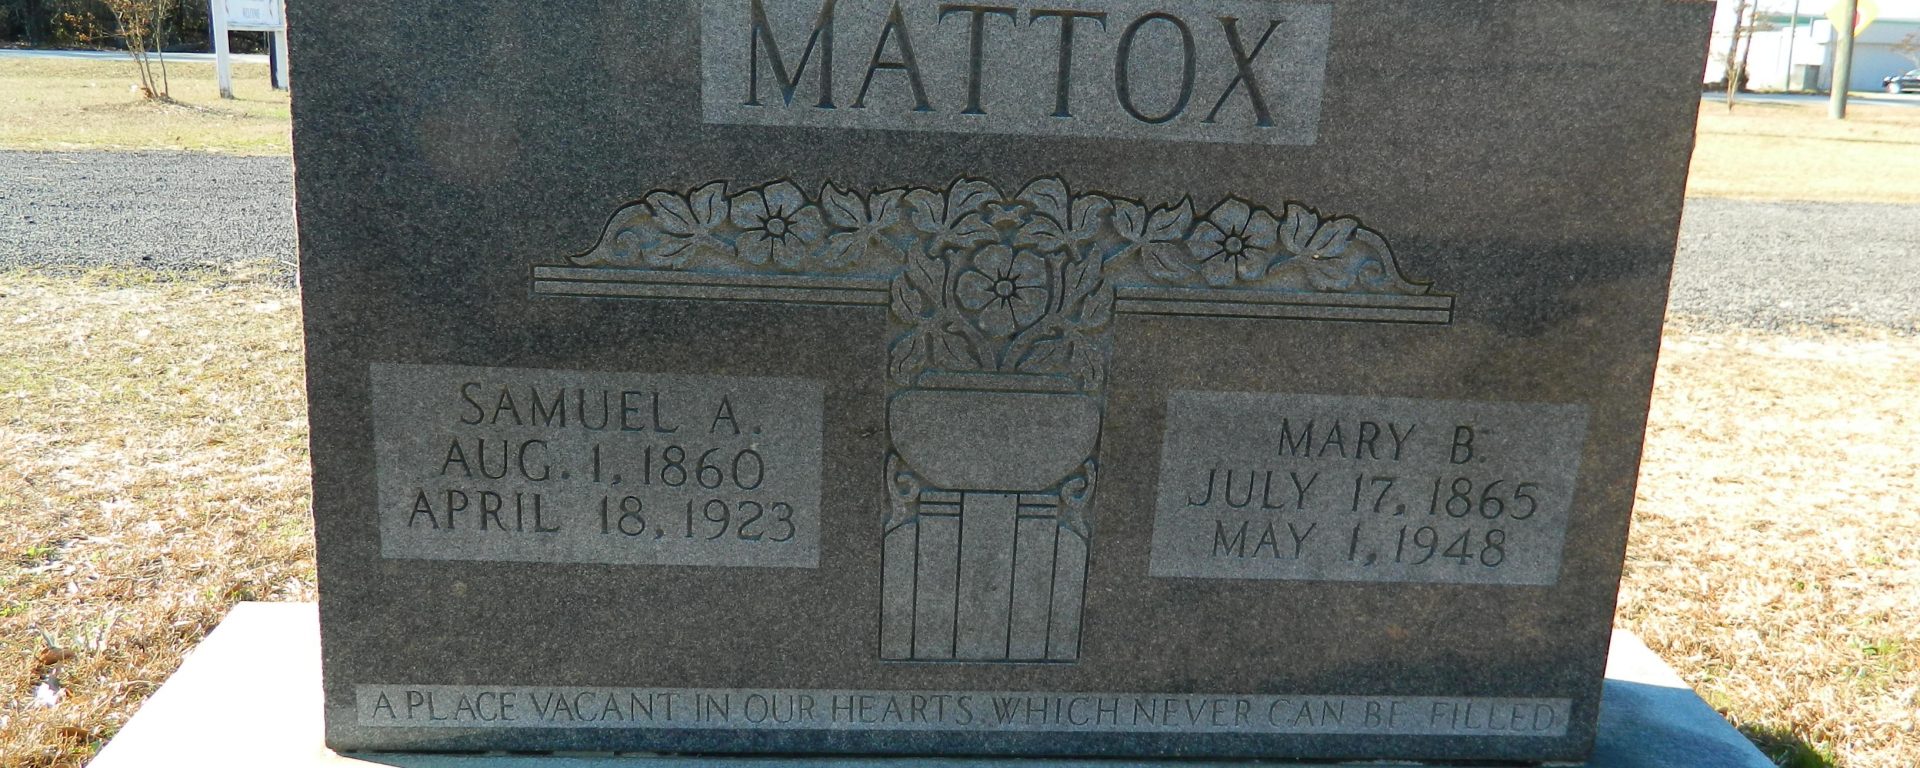 WELCOME
MATTOX
SAMUEL A.
AUG. 1, 1860
APRIL 18, 1923
MARY B.
JULY 17, 1865
MAY 1, 1948
A PLACE VACANT IN OUR HEARTS, WHICH NEVER CAN BE FILLED